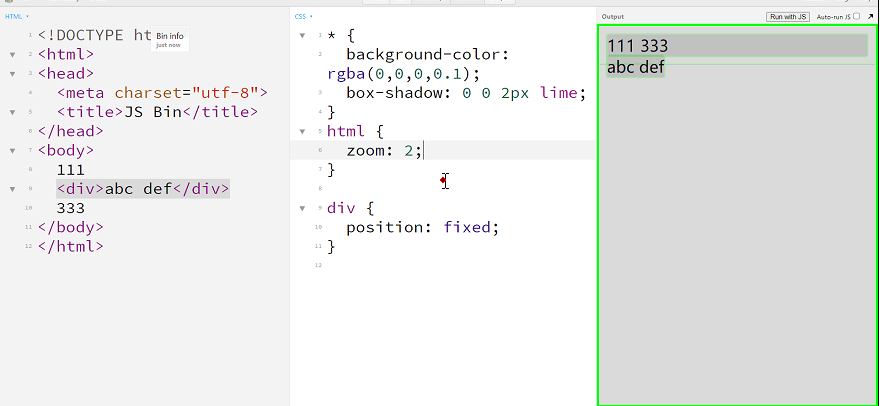 HTML
1 <!DOCTYPE ht
Bin info
just now
2 <html>
3 <head>
4 <meta charset="utf-8">
5 <title>JS Bin</title>
6 </head>
7 <body>
8 111
9 <div>abc def</div>
10 333
11 </body>
12 </html>
CSS
1 * {
2 background-color:
rgba(0,0,0,0.1);
3 box-shadow: 0 0 2px lime;
4 }
5 html {
6 zoom: 2;
7 }
8
9 div {
10 position: fixed;
11 }
12
Output
Run with JS
Auto-run JS
111 333
abc def